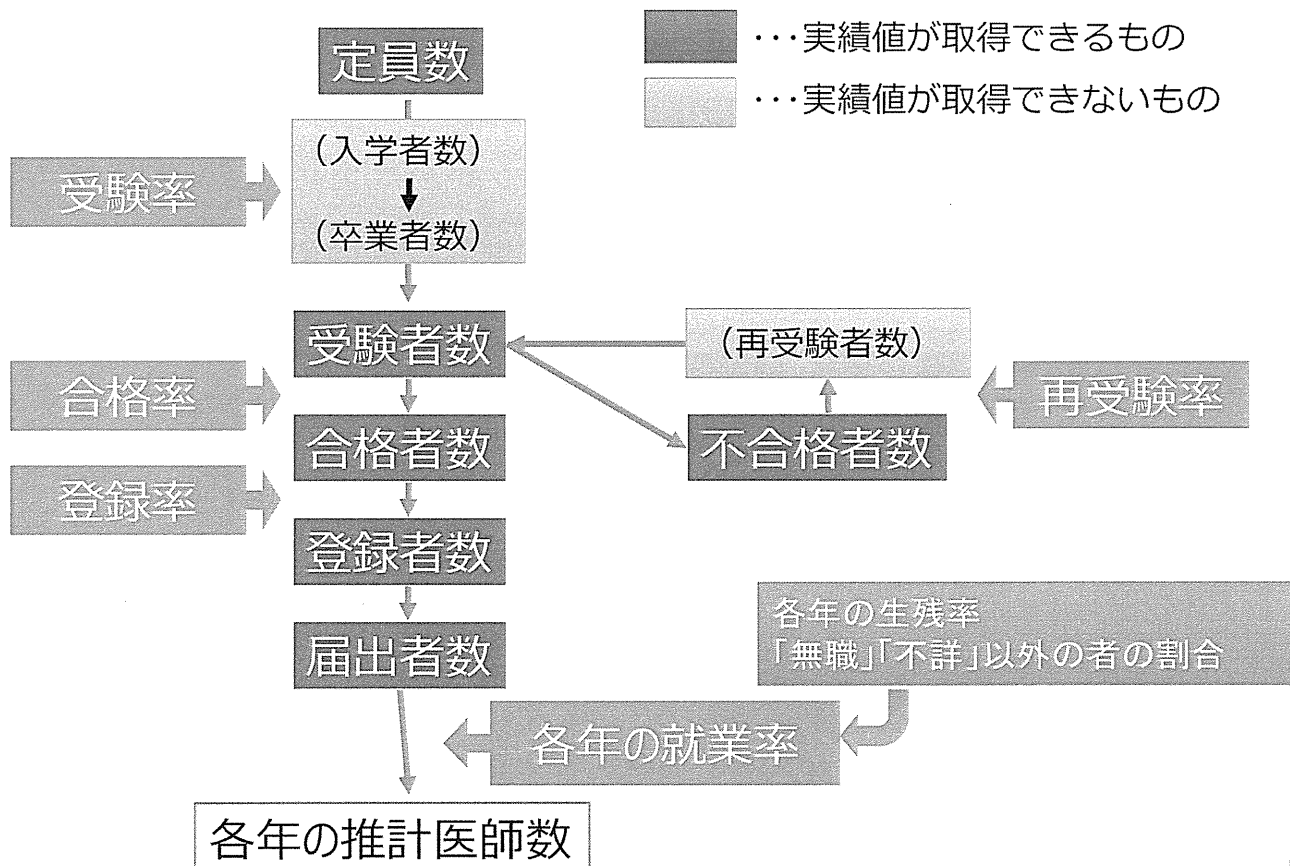 定員数
･･･実績値が取得できるもの
･･･実績値が取得できないもの
(入学者数)
受験率
(卒業者数)
受験者数
(再受験者数)
合格率
再受験率
合格者数
不合格者数
登録率
登録者数
各年の生残率
「無職」「不詳」以外の者の割合
届出者数
各年の就業率
各年の推計医師数